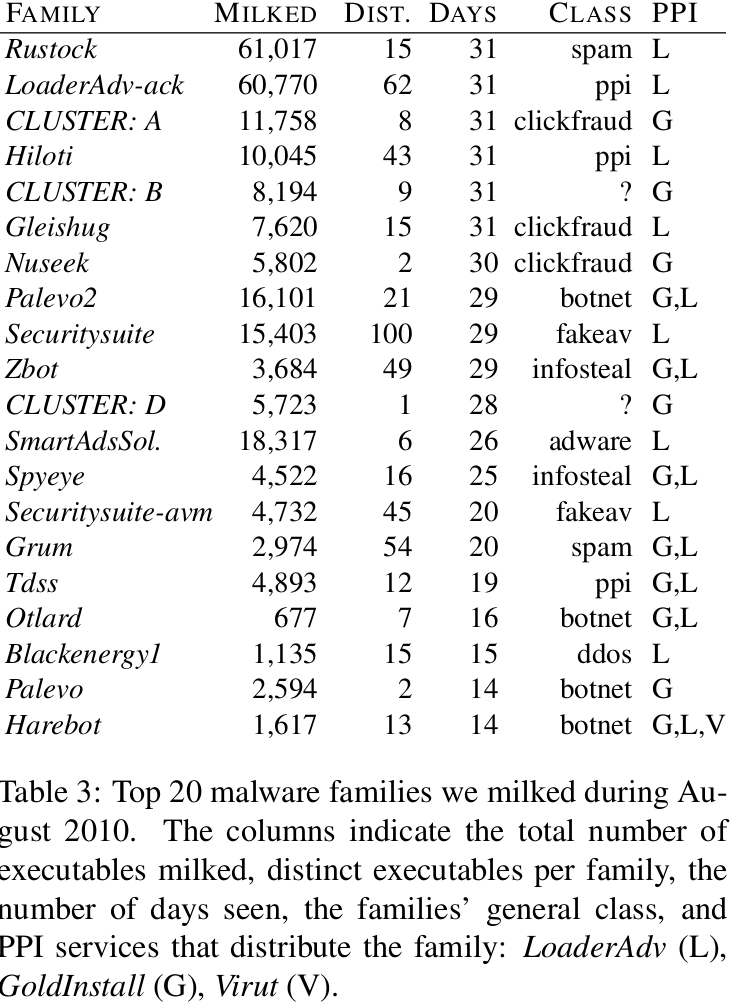 FAMILY MILKED DIST. DAYS CLASS PPI
Rustock 61,017 15 31 spam L
LoaderAdv-ack 60,770 62 31 ppi L
CLUSTER: A 11,758 8 31 clickfraud G
Hiloti 10,045 43 31 ppi L
CLUSTER: B 8,194 9 31 ? G
Gleishug 7,620 15 31 clickfraud L
Nuseek 5,802 2 30 clickfraud G
Palevo2 16,101 21 29 botnet G,L
Securitysuite 15,403 100 29 fakeav L
Zbot 3,684 49 29 infosteal G,L
CLUSTER: D 5,723 1 28 ? G
SmartAdsSol. 18,317 6 26 adware L
Spyeye 4,522 16 25 infosteal G,L
Securitysuite-avm 4,732 45 20 fakeav L
Grum 2,974 54 20 spam G,L
Tdss 4,893 12 19 ppi G,L
Otlard 677 7 16 botnet G,L
Blackenergy1 1,135 15 15 ddos L
Palevo 2,594 2 14 botnet G
Harebot 1,617 13 14 botnet G,L,V
Table 3: Top 20 malware families we milked during Au-
gust 2010. The columns indicate the total number of
executables milked, distinct executables per family, the
number of days seen, the families' general class, and
PPI services that distribute the family: LoaderAdv (L),
GoldInstall (G), Virut (V).